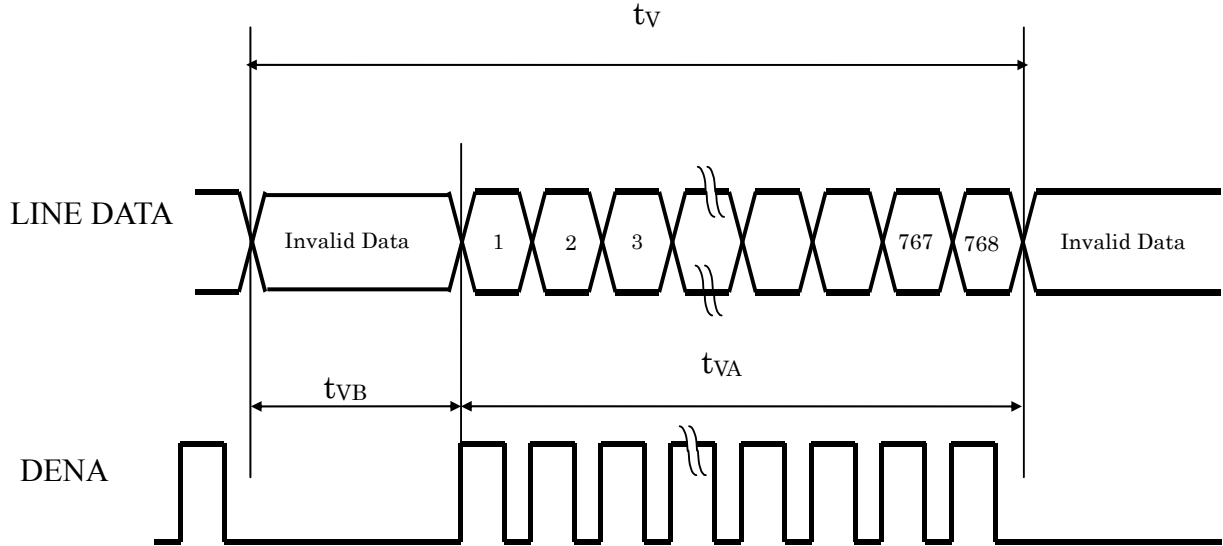 tV
LINE DATA
Invalid Data 1 2 3 767 768 Invalid Data
tVB
tVA
DENA